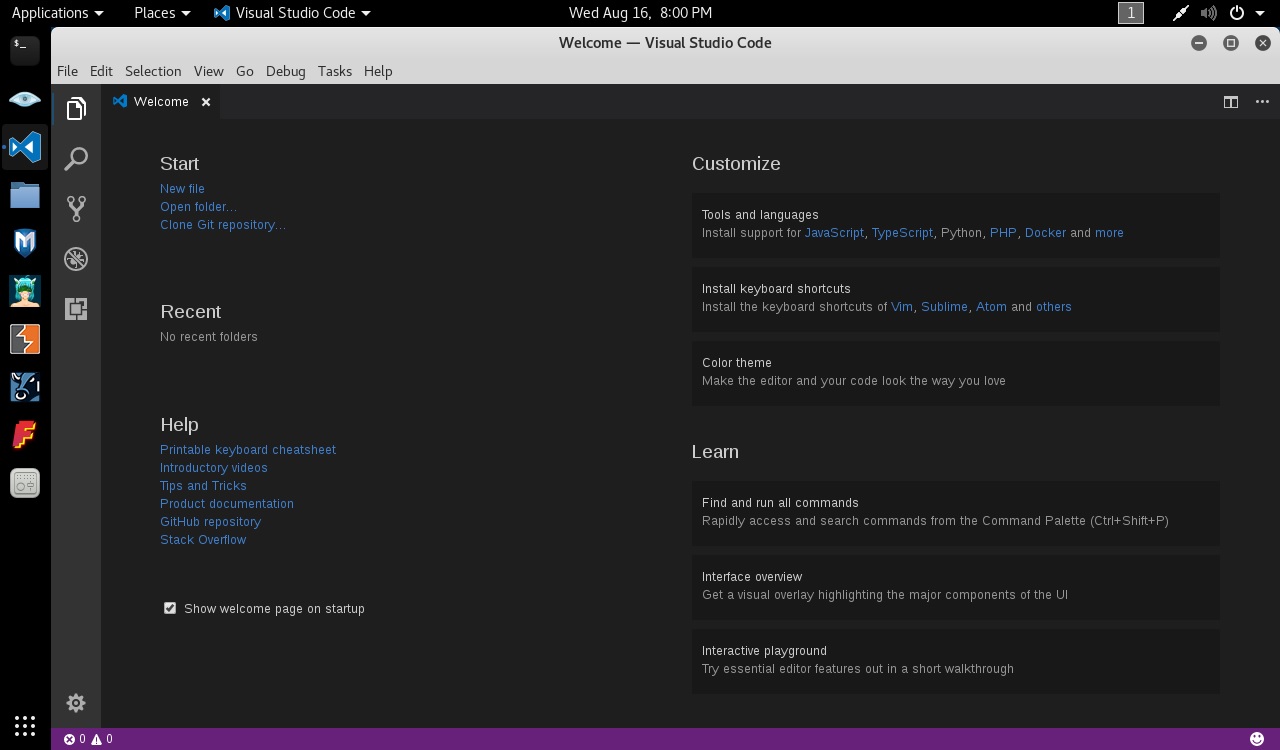 Applications Places Visual Studio Code Wed Aug 16, 8:00 PM 1
Welcome — Visual Studio Code
File Edit Selection View Go Debug Tasks Help
Welcome
Start
New file
Open folder...
Clone Git repository...
Recent
No recent folders
Help
Printable keyboard cheatsheet
Introductory videos
Tips and Tricks
Product documentation
GitHub repository
Stack Overflow
Show welcome page on startup
Customize
Tools and languages
Install support for JavaScript, TypeScript, Python, PHP, Docker and more
Install keyboard shortcuts
Install the keyboard shortcuts of Vim, Sublime, Atom and others
Color theme
Make the editor and your code look the way you love
Learn
Find and run all commands
Rapidly access and search commands from the Command Palette (Ctrl+Shift+P)
Interface overview
Get a visual overlay highlighting the major components of the UI
Interactive playground
Try essential editor features out in a short walkthrough
0 0